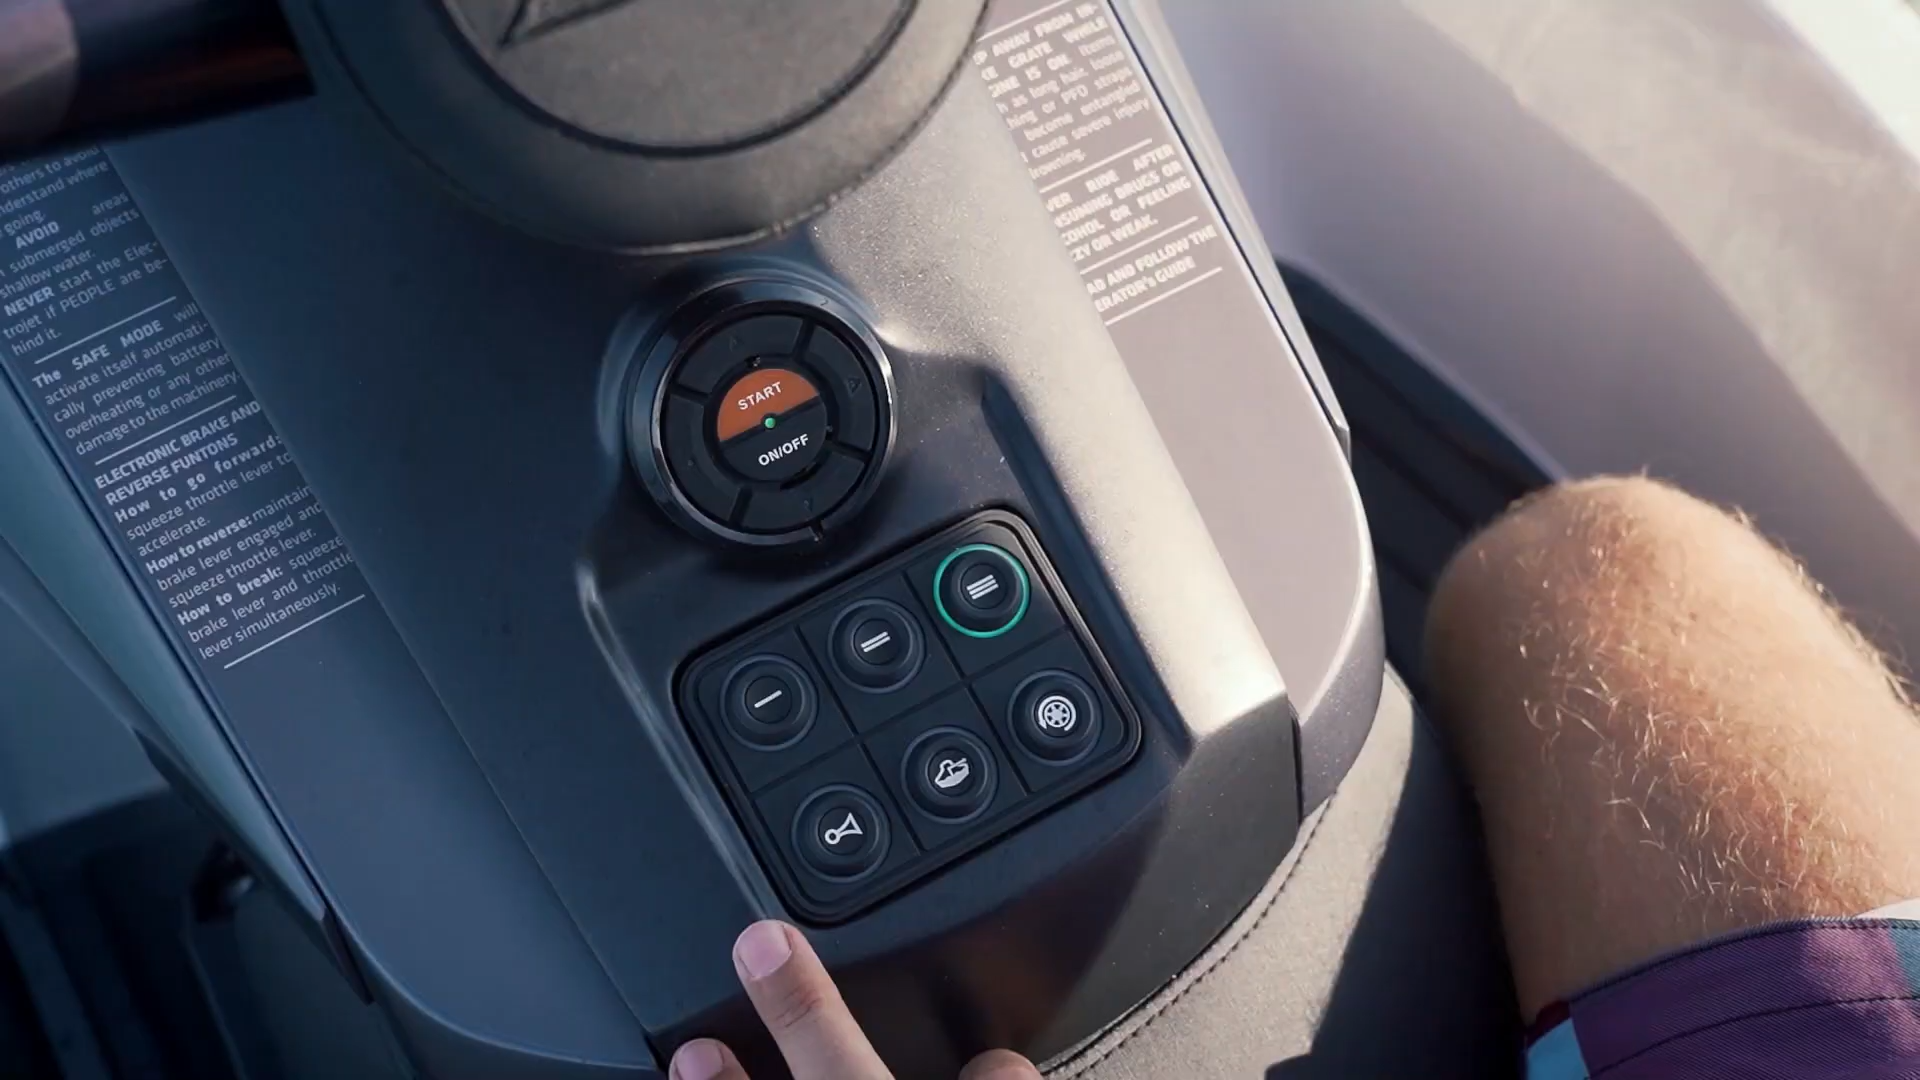 others to avoid
understand where
going.
AVOID areas
submerged objects
shallow water.
NEVER start the Elec-
trojet if PEOPLE are be-
hind it.
The SAFE MODE will
activate itself automati-
cally preventing battery
overheating or any other
damage to the machinery.
ELECTRONIC BRAKE AND
REVERSE FUNTONS
How to go forward:
squeeze throttle lever to
accelerate.
How to reverse: maintain
brake lever engaged and
squeeze throttle lever.
How to break: squeeze
brake lever and throttle
lever simultaneously.
START
ON/OFF
AWAY FROM IN-
GRATE WHILE
IS ON. Items
as long hair, loose
or PFD straps
become entangled
cause severe injury
RIDE AFTER
DRUGS OR
OR FEELING
OR WEAK.
AND FOLLOW THE
GUIDE